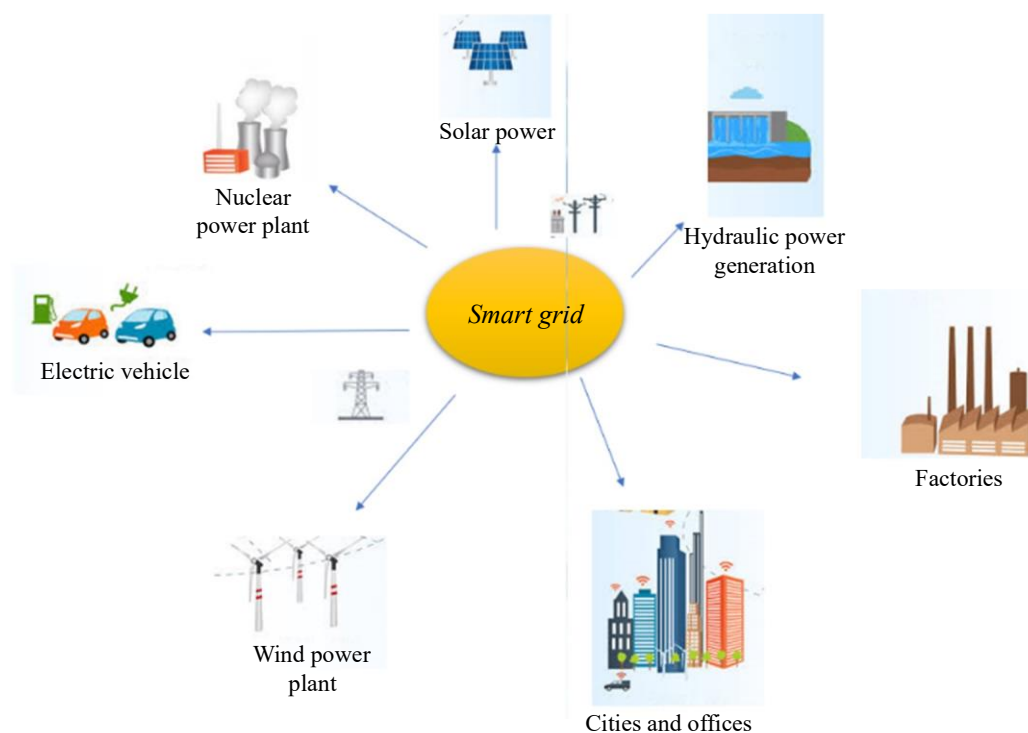 Solar power
Nuclear
power plant
Hydraulic power
generation
Smart grid
Electric vehicle
Factories
Wind power
plant
Cities and offices